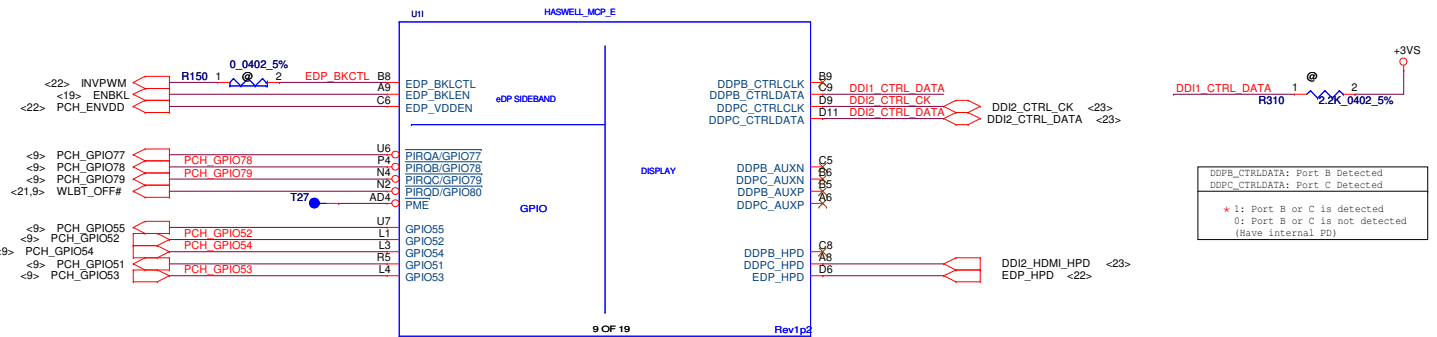 U1I
HASWELL_MCP_E
+3VS
0_0402_5%
<22> INVPWM R150 1 @ 2 EDP_BKCTL B8 EDP_BKLCTL
<19> ENBKL A9 EDP_BKLEN
<22> PCH_ENVDD C6 EDP_VDDEN
eDP SIDEBAND
DDPB_CTRLCLK B9
DDPB_CTRLDATA C9 DDI1_CTRL_DATA
DDPC_CTRLCLK D9 DDI2_CTRL_CK DDI2_CTRL_CK <23>
DDPC_CTRLDATA D11 DDI2_CTRL_DATA DDI2_CTRL_DATA <23>
@
DDI1_CTRL_DATA 1 2
R310 2.2K_0402_5%
<9> PCH_GPIO77 U6 PIRQA/GPIO77
<9> PCH_GPIO78 PCH_GPIO78 P4 PIRQB/GPIO78
<9> PCH_GPIO79 PCH_GPIO79 N4 PIRQC/GPIO79
<21,9> WLBT_OFF# N2 PIRQD/GPIO80
T27 AD4 PME
DISPLAY
GPIO
DDPB_AUXN C5
DDPC_AUXN B6
DDPB_AUXP B5
DDPC_AUXP A6
DDPB_CTRLDATA: Port B Detected
DDPC_CTRLDATA: Port C Detected
* 1: Port B or C is detected
0: Port B or C is not detected
(Have internal PD)
<9> PCH_GPIO55 U7 GPIO55
<9> PCH_GPIO52 PCH_GPIO52 L1 GPIO52
<9> PCH_GPIO54 PCH_GPIO54 L3 GPIO54
<9> PCH_GPIO51 R5 GPIO51
<9> PCH_GPIO53 PCH_GPIO53 L4 GPIO53
DDPB_HPD C8
DDPC_HPD A8 DDI2_HDMI_HPD <23>
EDP_HPD D6 EDP_HPD <22>
9 OF 19
Rev1p2